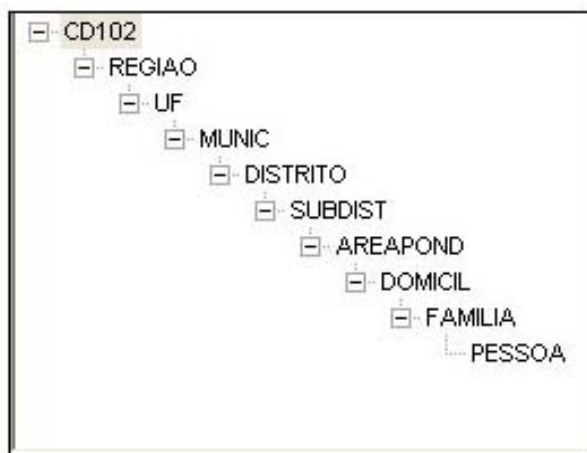 CD102
REGIAO
UF
MUNIC
DISTRITO
SUBDIST
AREAPOND
DOMICIL
FAMILIA
PESSOA